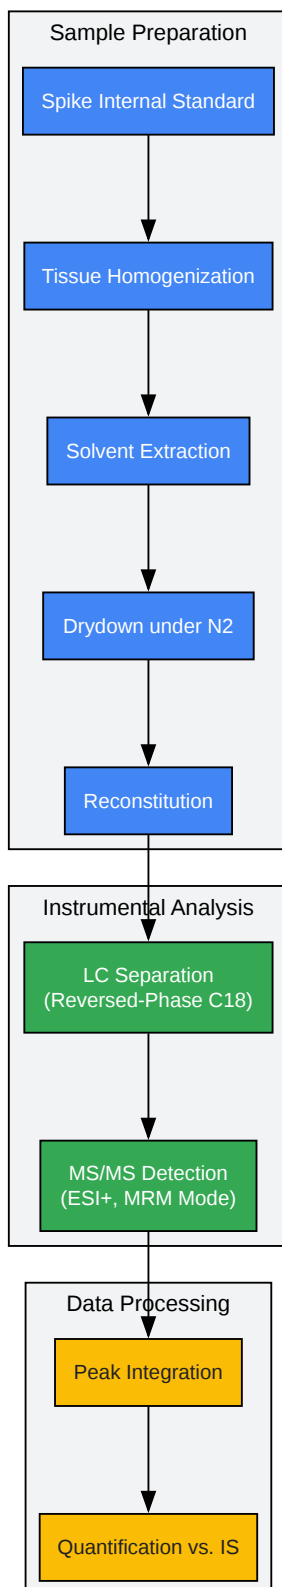 Sample Preparation
Spike Internal Standard
Tissue Homogenization
Solvent Extraction
Drydown under N2
Reconstitution
Instrumental Analysis
LC Separation
(Reversed-Phase C18)
MS/MS Detection
(ESI+, MRM Mode)
Data Processing
Peak Integration
Quantification vs. IS